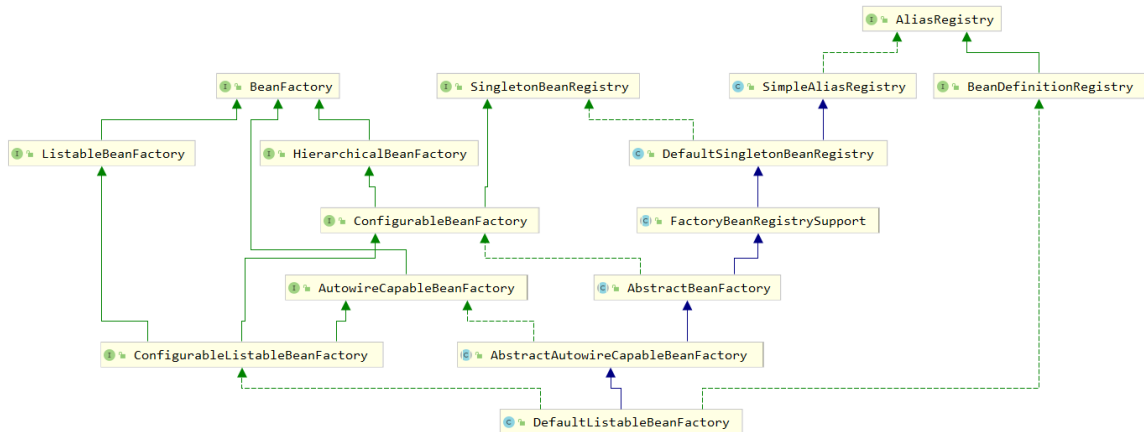 AliasRegistry
BeanFactory
SingletonBeanRegistry
SimpleAliasRegistry
BeanDefinitionRegistry
ListableBeanFactory
HierarchicalBeanFactory
DefaultSingletonBeanRegistry
ConfigurableBeanFactory
FactoryBeanRegistrySupport
AutowireCapableBeanFactory
AbstractBeanFactory
ConfigurableListableBeanFactory
AbstractAutowireCapableBeanFactory
DefaultListableBeanFactory